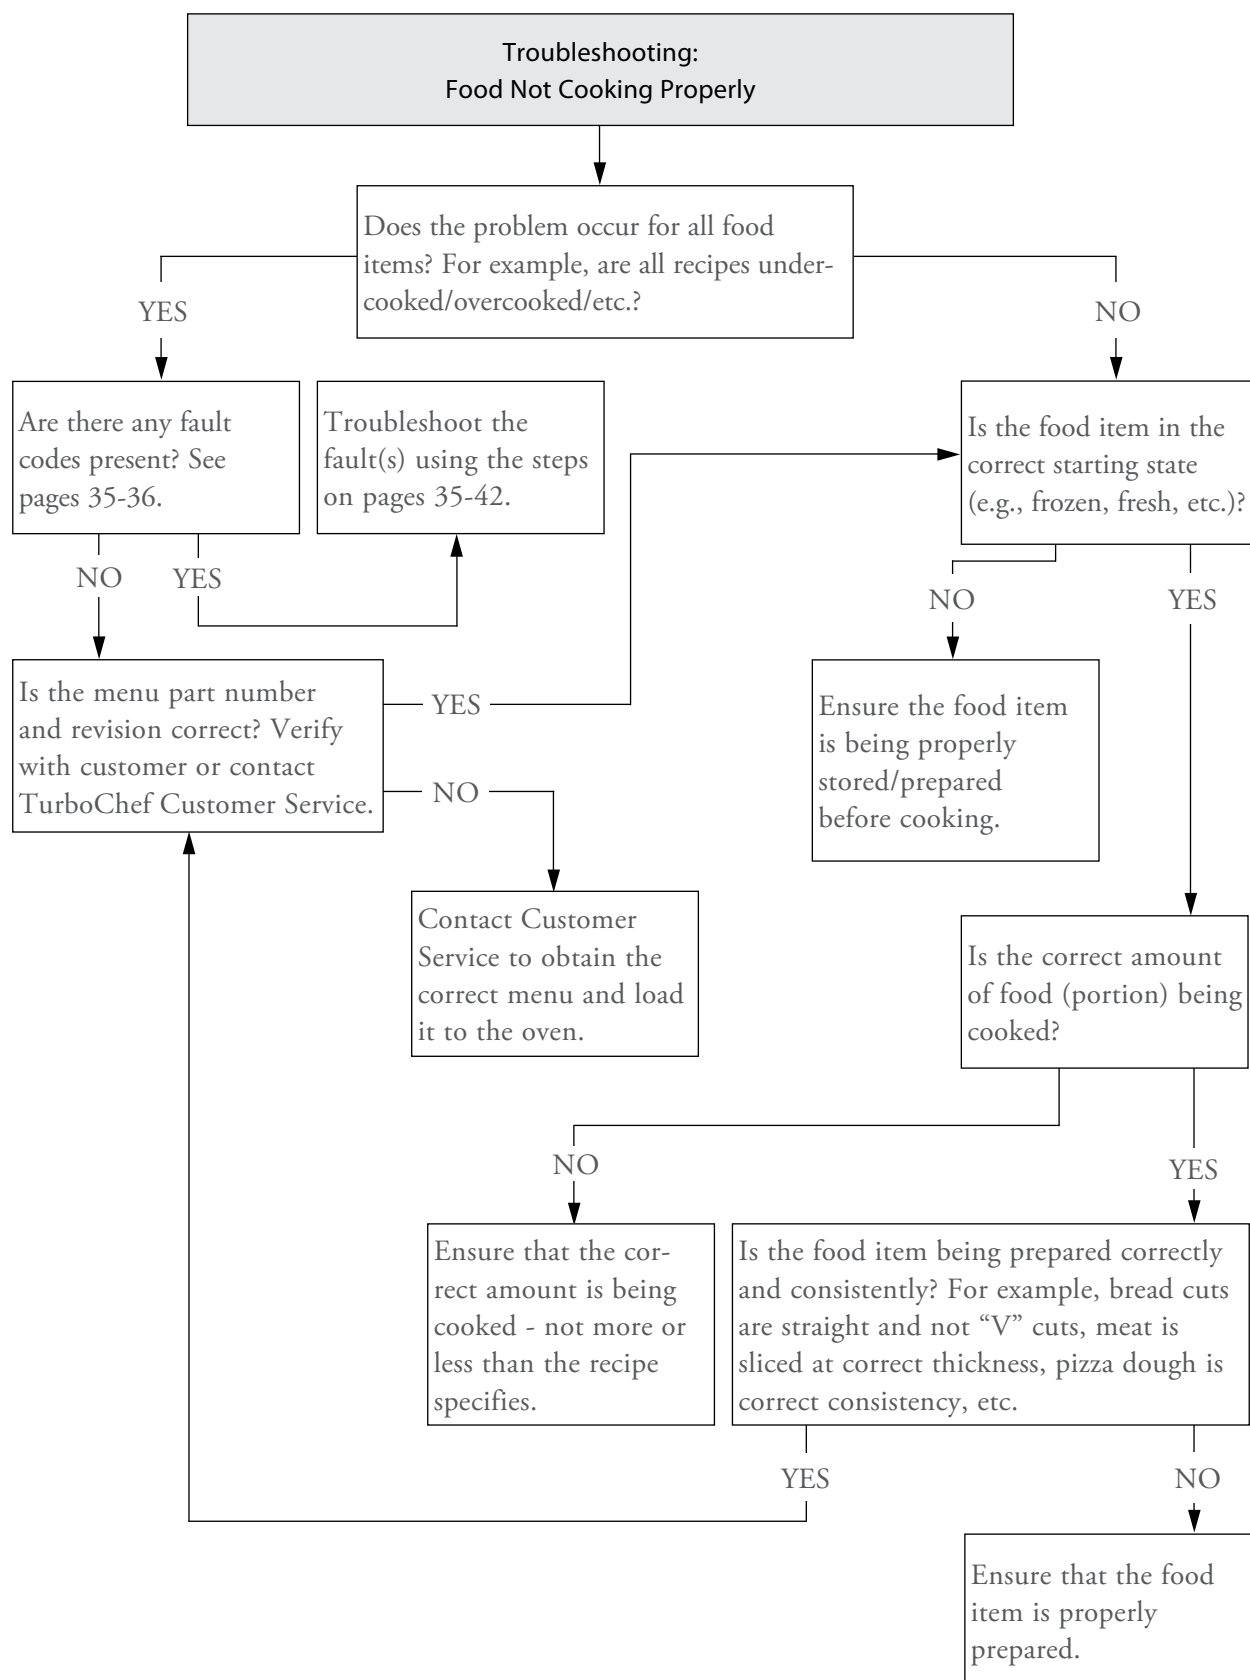 Troubleshooting:
Food Not Cooking Properly
Does the problem occur for all food
items? For example, are all recipes under-
cooked/overcooked/etc.?
YES
NO
Are there any fault
codes present? See
pages 35-36.
Troubleshoot the
fault(s) using the steps
on pages 35-42.
Is the food item in the
correct starting state
(e.g., frozen, fresh, etc.)?
NO
YES
NO
YES
Is the menu part number
and revision correct? Verify
with customer or contact
TurboChef Customer Service.
YES
NO
Ensure the food item
is being properly
stored/prepared
before cooking.
Contact Customer
Service to obtain the
correct menu and load
it to the oven.
Is the correct amount
of food (portion) being
cooked?
NO
YES
Ensure that the cor-
rect amount is being
cooked - not more or
less than the recipe
specifies.
Is the food item being prepared correctly
and consistently? For example, bread cuts
are straight and not “V” cuts, meat is
sliced at correct thickness, pizza dough is
correct consistency, etc.
YES
NO
Ensure that the food
item is properly
prepared.